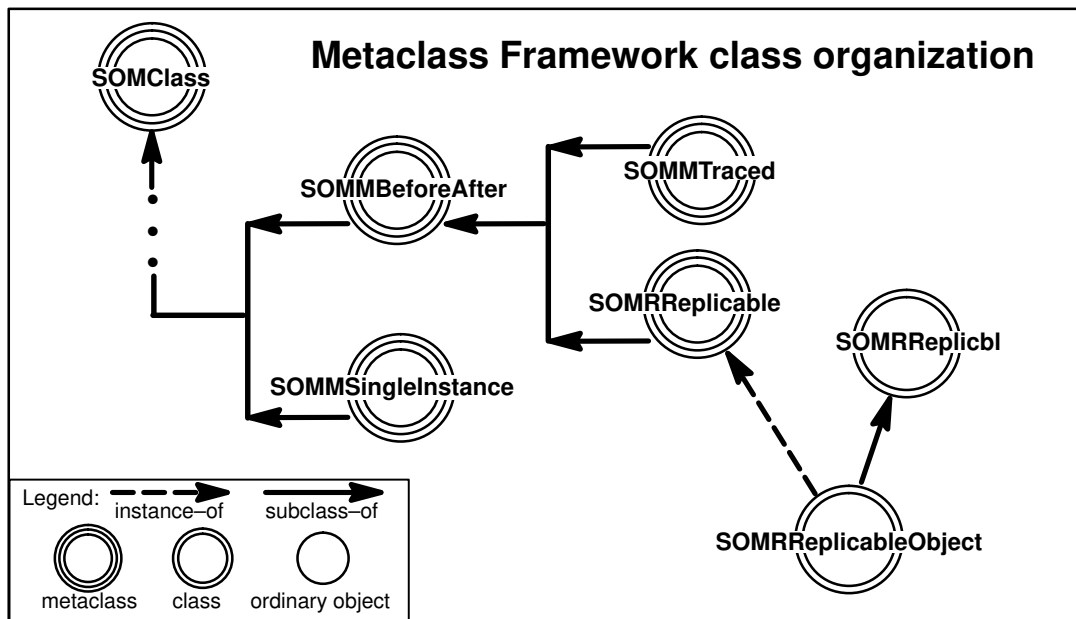 Metaclass Framework class organization
SOMClass
SOMMTraced
SOMMBeforeAfter
SOMRReplicable
SOMRReplicbl
SOMMSingleInstance
SOMRReplicableObject
Legend:
instance–of subclass–of
metaclass class ordinary object